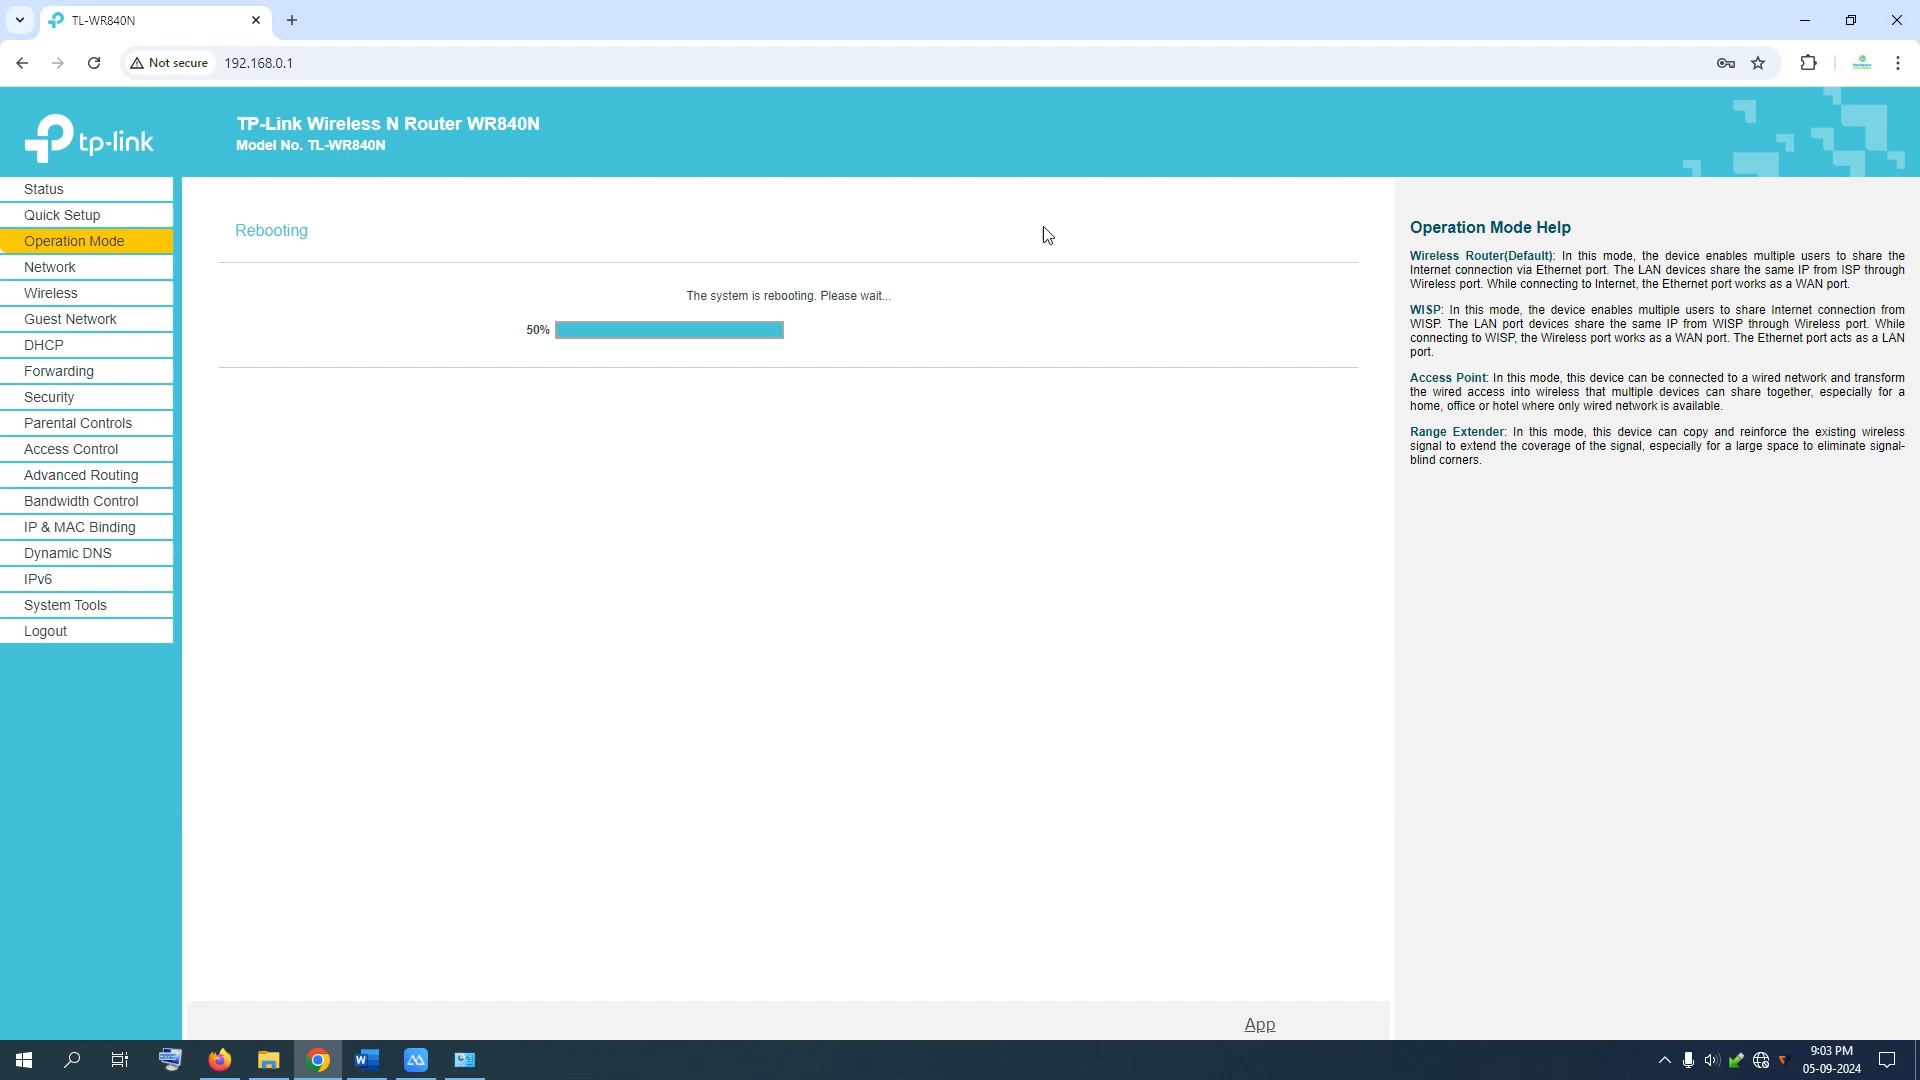 TL-WR840N
Not secure
192.168.0.1
tp-link
TP-Link Wireless N Router WR840N
Model No. TL-WR840N
Status
Quick Setup
Operation Mode
Network
Wireless
Guest Network
DHCP
Forwarding
Security
Parental Controls
Access Control
Advanced Routing
Bandwidth Control
IP & MAC Binding
Dynamic DNS
IPv6
System Tools
Logout
Rebooting
The system is rebooting. Please wait...
50%
App
Operation Mode Help
Wireless Router(Default): In this mode, the device enables multiple users to share the
Internet connection via Ethernet port. The LAN devices share the same IP from ISP through
Wireless port. While connecting to Internet, the Ethernet port works as a WAN port.
WISP: In this mode, the device enables multiple users to share Internet connection from
WISP. The LAN port devices share the same IP from WISP through Wireless port. While
connecting to WISP, the Wireless port works as a WAN port. The Ethernet port acts as a LAN
port.
Access Point: In this mode, this device can be connected to a wired network and transform
the wired access into wireless that multiple devices can share together, especially for a
home, office or hotel where only wired network is available.
Range Extender: In this mode, this device can copy and reinforce the existing wireless
signal to extend the coverage of the signal, especially for a large space to eliminate signal-
blind corners.
9:03 PM
05-09-2024